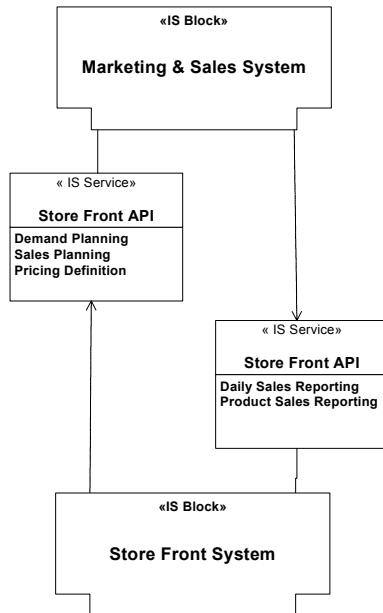 «IS Block»
Marketing & Sales System
« IS Service»
Store Front API
Demand Planning
Sales Planning
Pricing Definition
« IS Service»
Store Front API
Daily Sales Reporting
Product Sales Reporting
«IS Block»
Store Front System